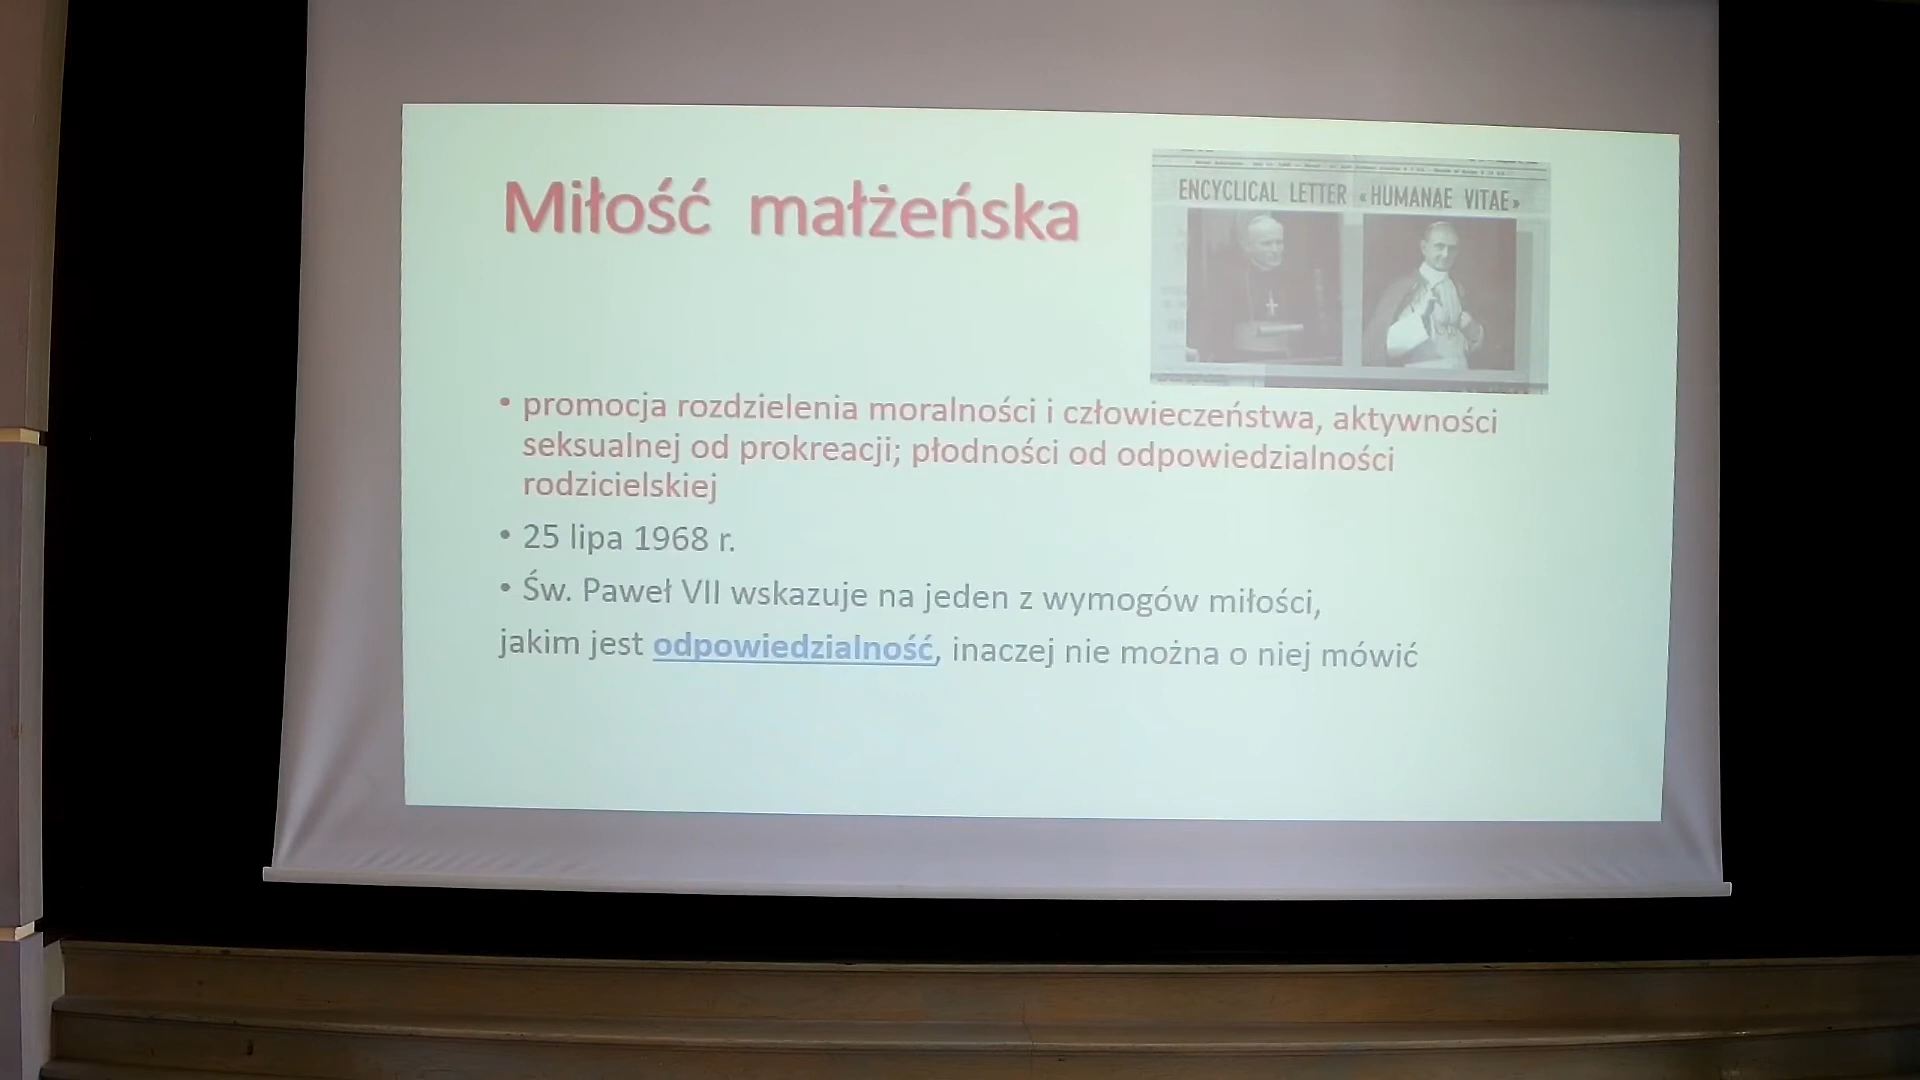 Miłość małżeńska
ENCYCLICAL LETTER «HUMANAE VITAE»
• promocja rozdzielenia moralności i człowieczeństwa, aktywności
seksualnej od prokreacji; płodności od odpowiedzialności
rodzicielskiej
• 25 lipa 1968 r.
• Św. Paweł VII wskazuje na jeden z wymogów miłości,
jakim jest odpowiedzialność, inaczej nie można o niej mówić